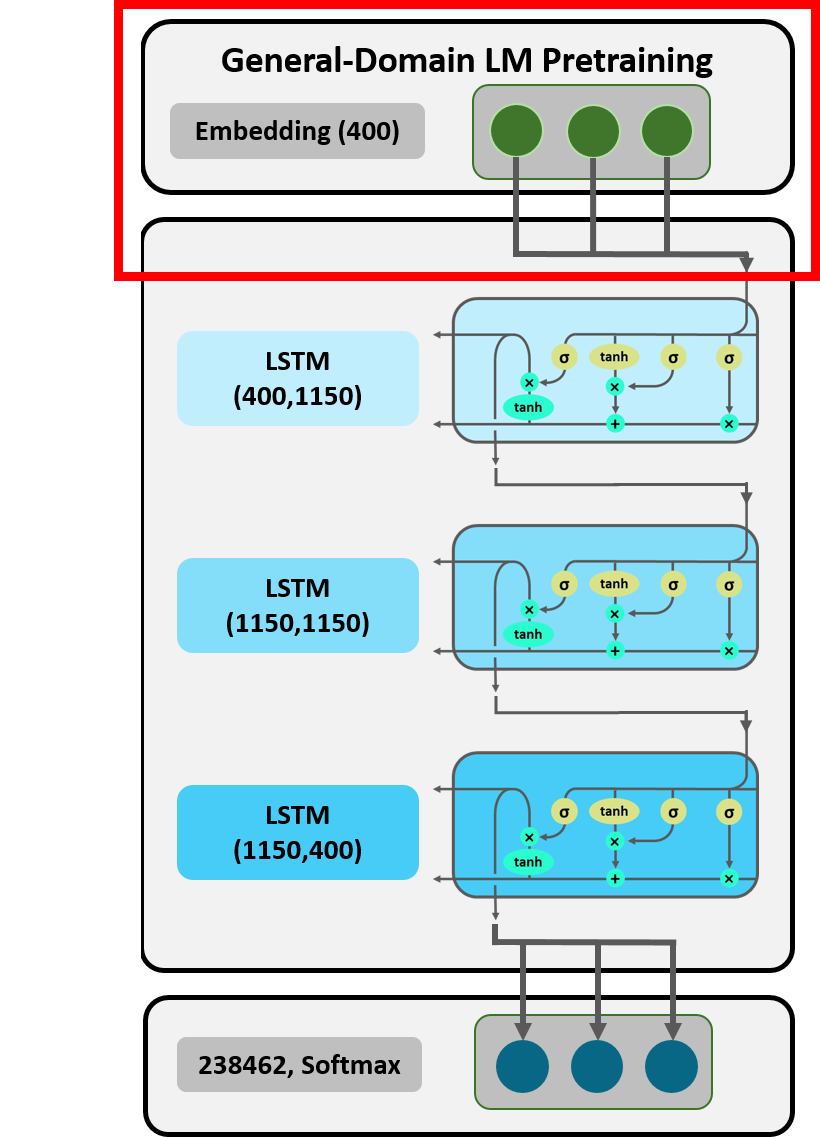 General-Domain LM Pretraining
Embedding (400)
LSTM
(400,1150)
σ tanh σ σ
×
×
tanh
+ ×
LSTM
(1150,1150)
σ tanh σ σ
×
×
tanh
+ ×
LSTM
(1150,400)
σ tanh σ σ
×
×
tanh
+ ×
238462, Softmax